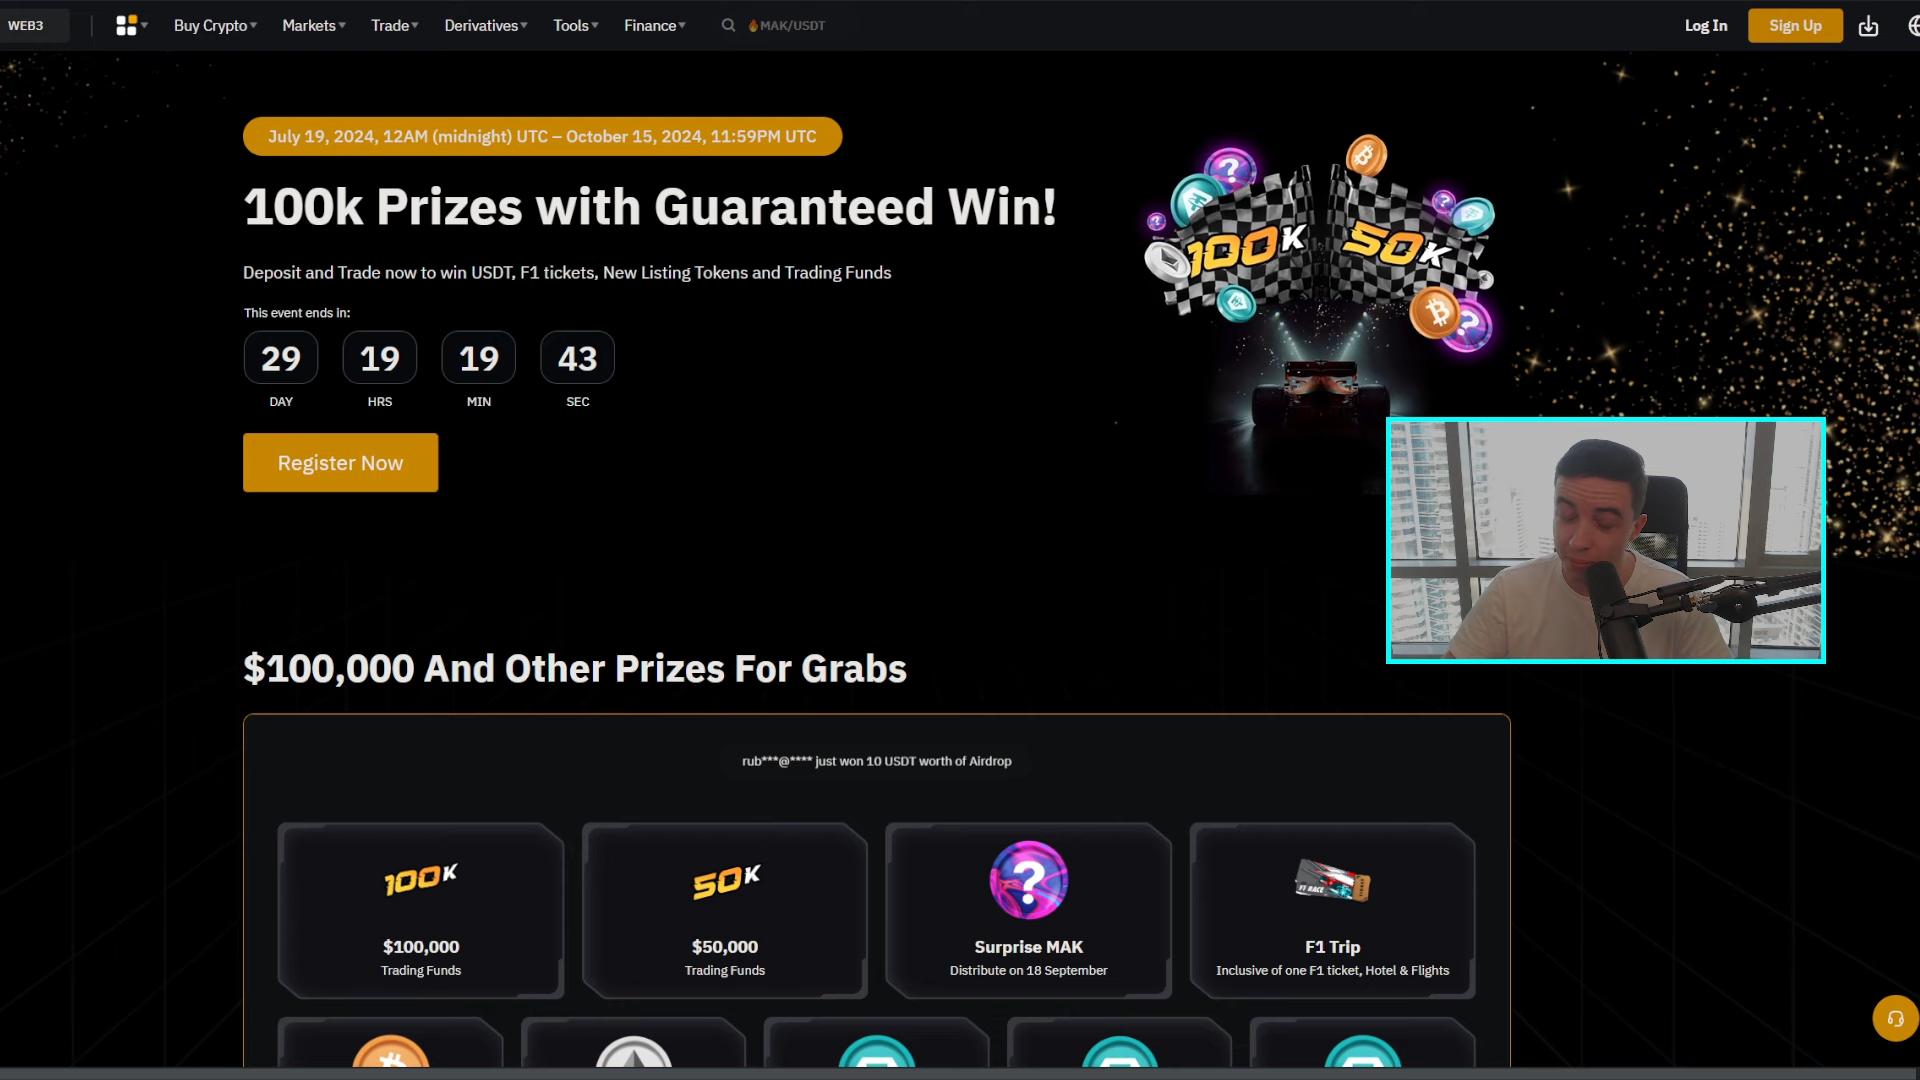 WEB3
Buy Crypto
Markets
Trade
Derivatives
Tools
Finance
MAK/USDT
Log In
Sign Up
July 19, 2024, 12AM (midnight) UTC – October 15, 2024, 11:59PM UTC
100k Prizes with Guaranteed Win!
Deposit and Trade now to win USDT, F1 tickets, New Listing Tokens and Trading Funds
This event ends in:
29 19 19 43
DAY HRS MIN SEC
Register Now
100K
50K
$100,000 And Other Prizes For Grabs
rub***@**** just won 10 USDT worth of Airdrop
100K
$100,000
Trading Funds
50K
$50,000
Trading Funds
?
Surprise MAK
Distribute on 18 September
F1 RACE
F1 Trip
Inclusive of one F1 ticket, Hotel & Flights